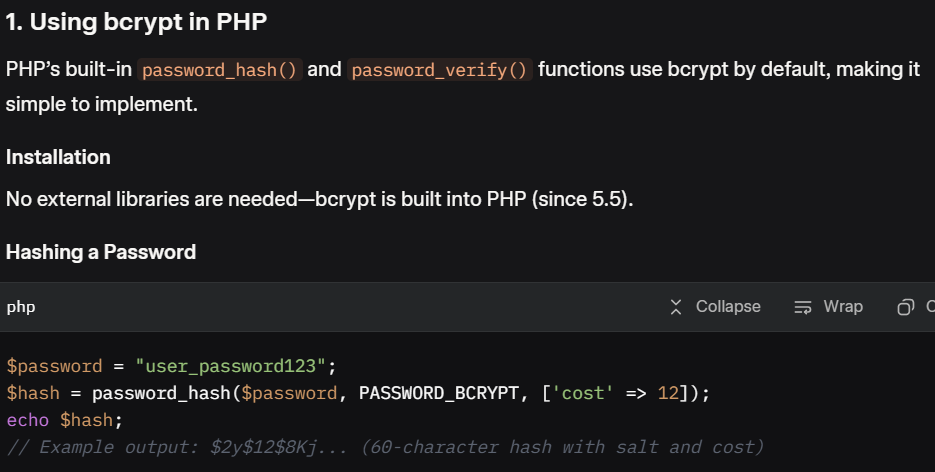 1. Using bcrypt in PHP
PHP’s built-in password_hash() and password_verify() functions use bcrypt by default, making it
simple to implement.
Installation
No external libraries are needed—bcrypt is built into PHP (since 5.5).
Hashing a Password
php Collapse Wrap C
$password = "user_password123";
$hash = password_hash($password, PASSWORD_BCRYPT, ['cost' => 12]);
echo $hash;
// Example output: $2y$12$8Kj... (60-character hash with salt and cost)